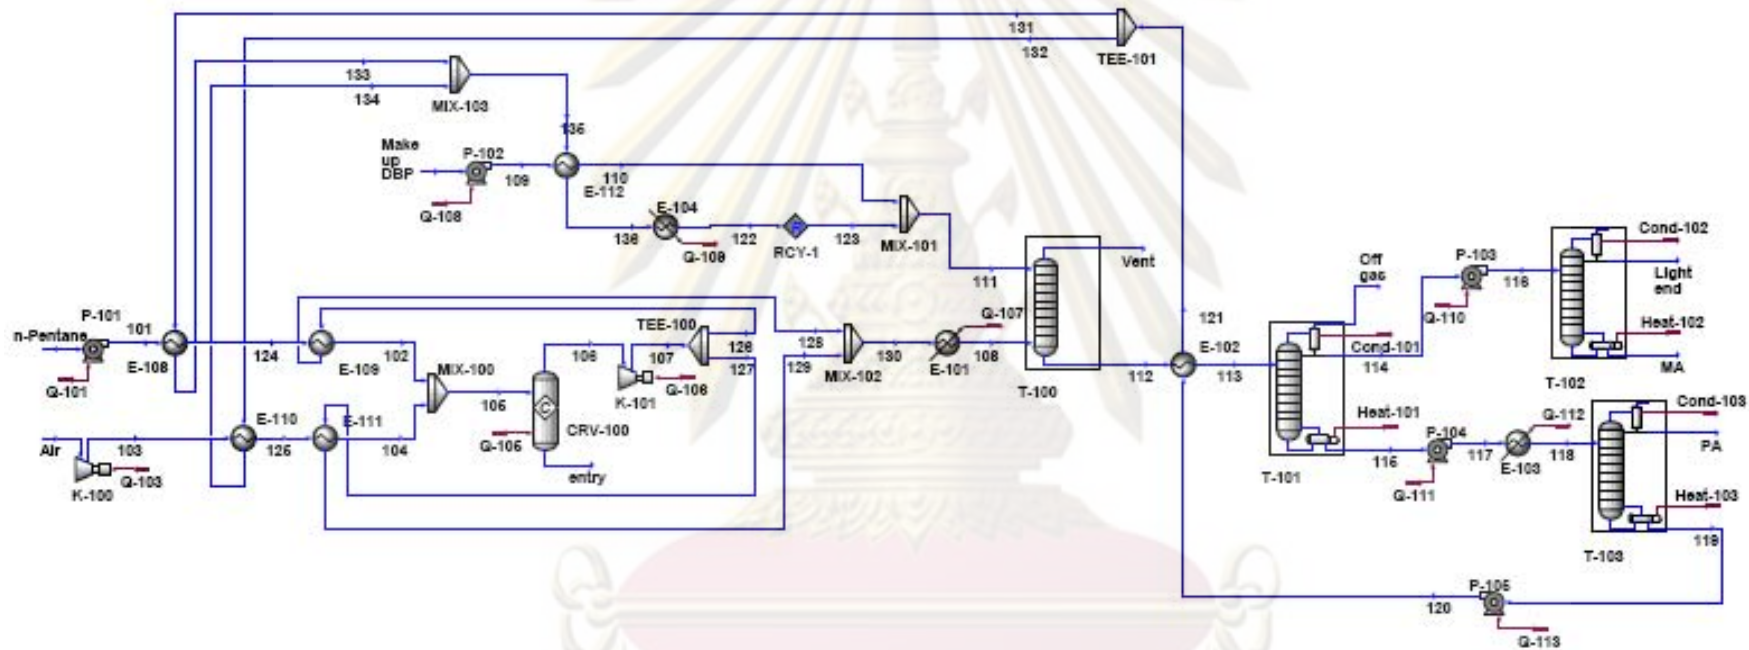 131
132
TEE-101
133
134
MIX-103
135
Make
up
DBP
P-102
109
110
E-112
Q-108
E-104
136
122
123
Q-109
RCY-1
MIX-101
111
Vent
Off
gas
P-103
116
Cond-102
Light
end
Q-110
Heat-102
MA
T-102
n-Pentane
P-101
101
Q-101
E-108
124
E-109
102
MIX-100
105
106
K-101
107
Q-106
TEE-100
126
127
128
129
MIX-102
130
E-101
Q-107
108
T-100
112
121
E-102
113
Cond-101
114
Heat-101
T-101
116
P-104
Q-111
117
E-103
Q-112
118
Cond-103
PA
Heat-103
T-103
119
Air
103
K-100
Q-103
E-110
125
E-111
104
Q-105
CRV-100
entry
P-105
120
Q-113